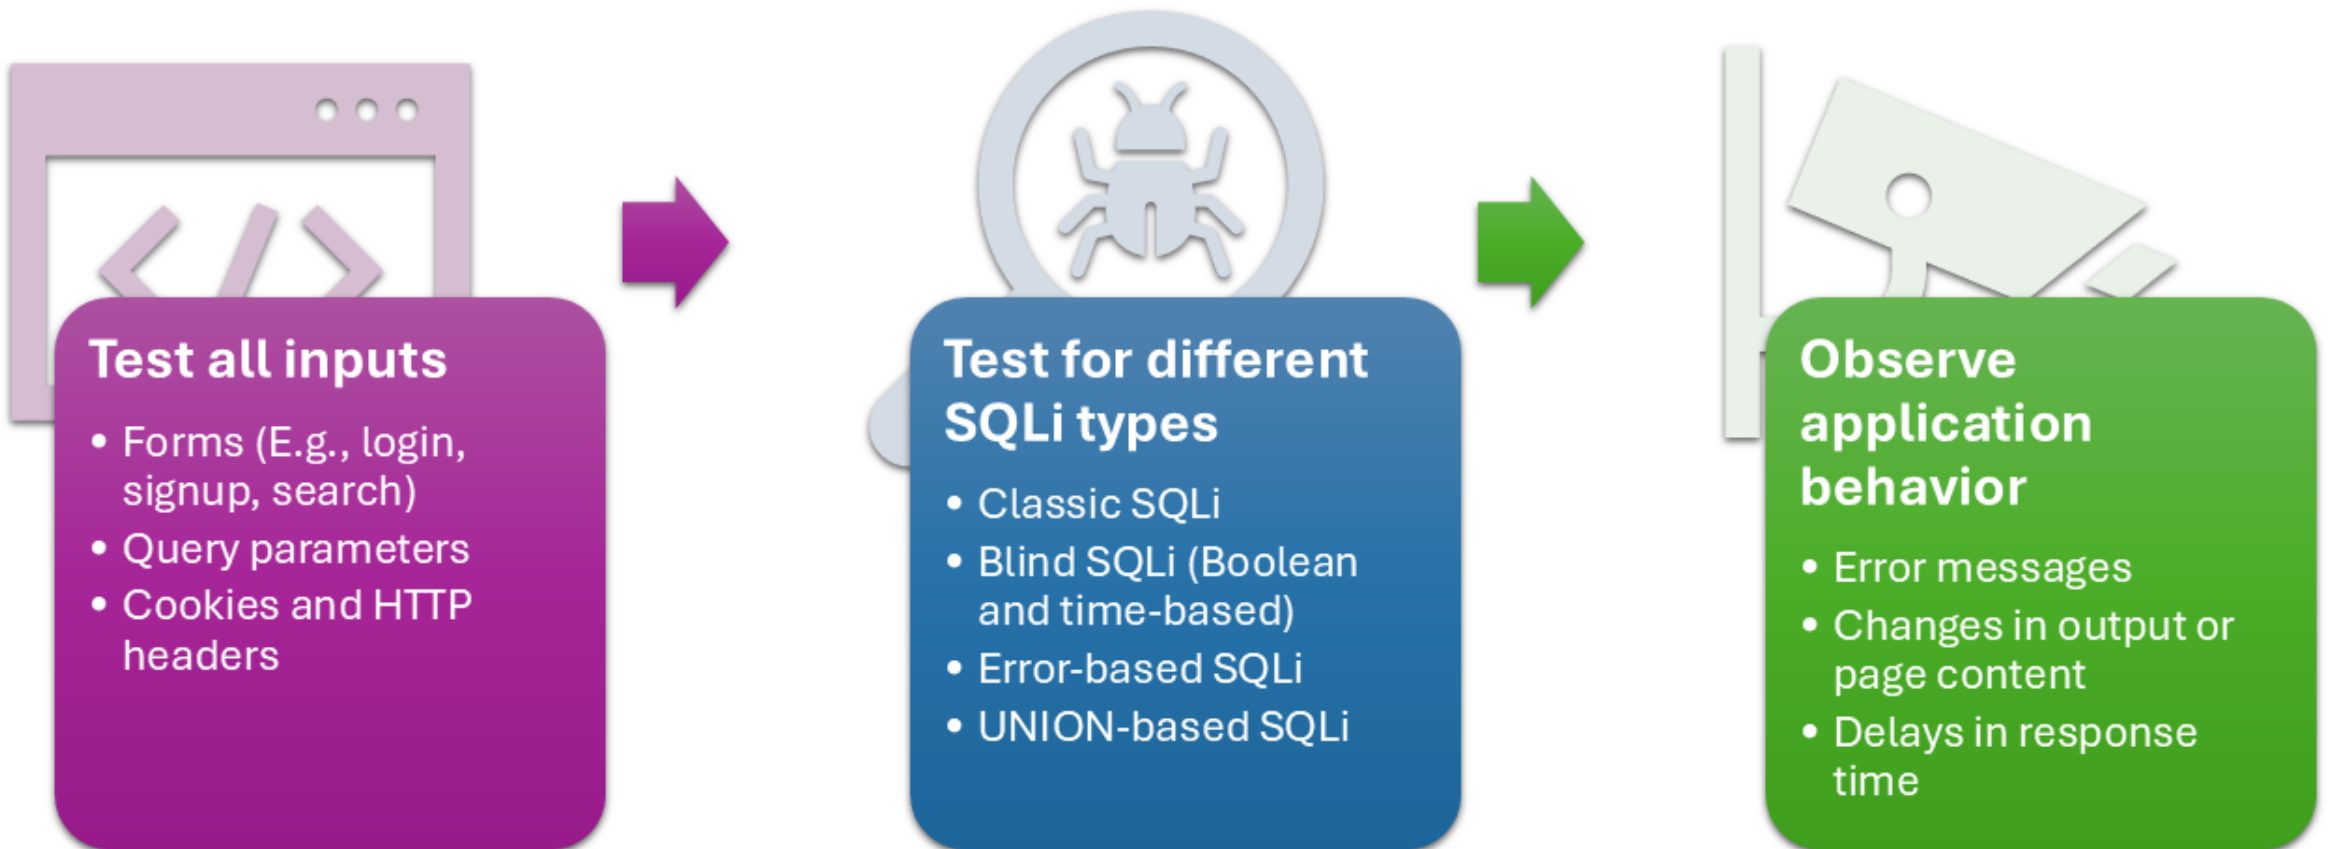 Test all inputs
• Forms (E.g., login,
signup, search)
• Query parameters
• Cookies and HTTP
headers
Test for different
SQLi types
• Classic SQLi
• Blind SQLi (Boolean
and time-based)
• Error-based SQLi
• UNION-based SQLi
Observe
application
behavior
• Error messages
• Changes in output or
page content
• Delays in response
time